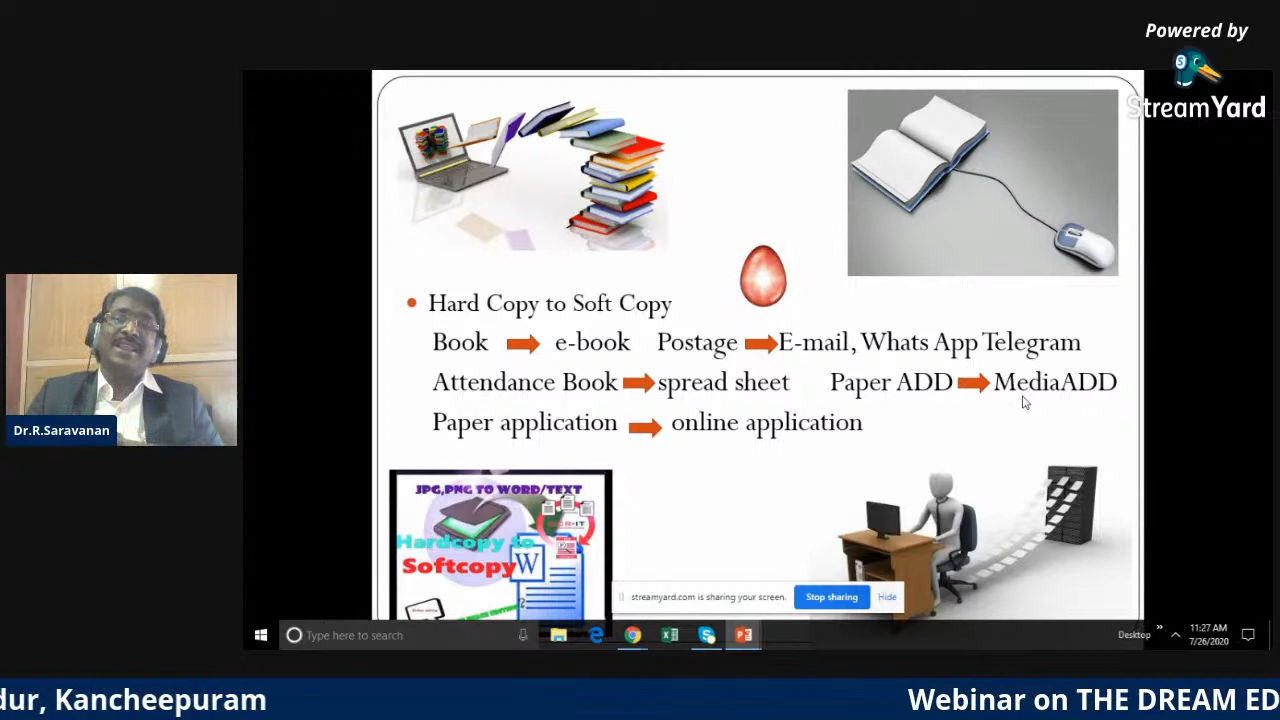 Powered by
StreamYard
Hard Copy to Soft Copy
Book e-book Postage E-mail, Whats App Telegram
Attendance Book spread sheet Paper ADD MediaADD
Paper application online application
Dr.R.Saravanan
JPG,PNG TO WORD/TEXT
Hardcopy to
Softcopy
W
streamyard.com is sharing your screen. Stop sharing Hide
Type here to search
Desktop
11:27 AM
7/26/2020
dur, Kancheepuram Webinar on THE DREAM ED